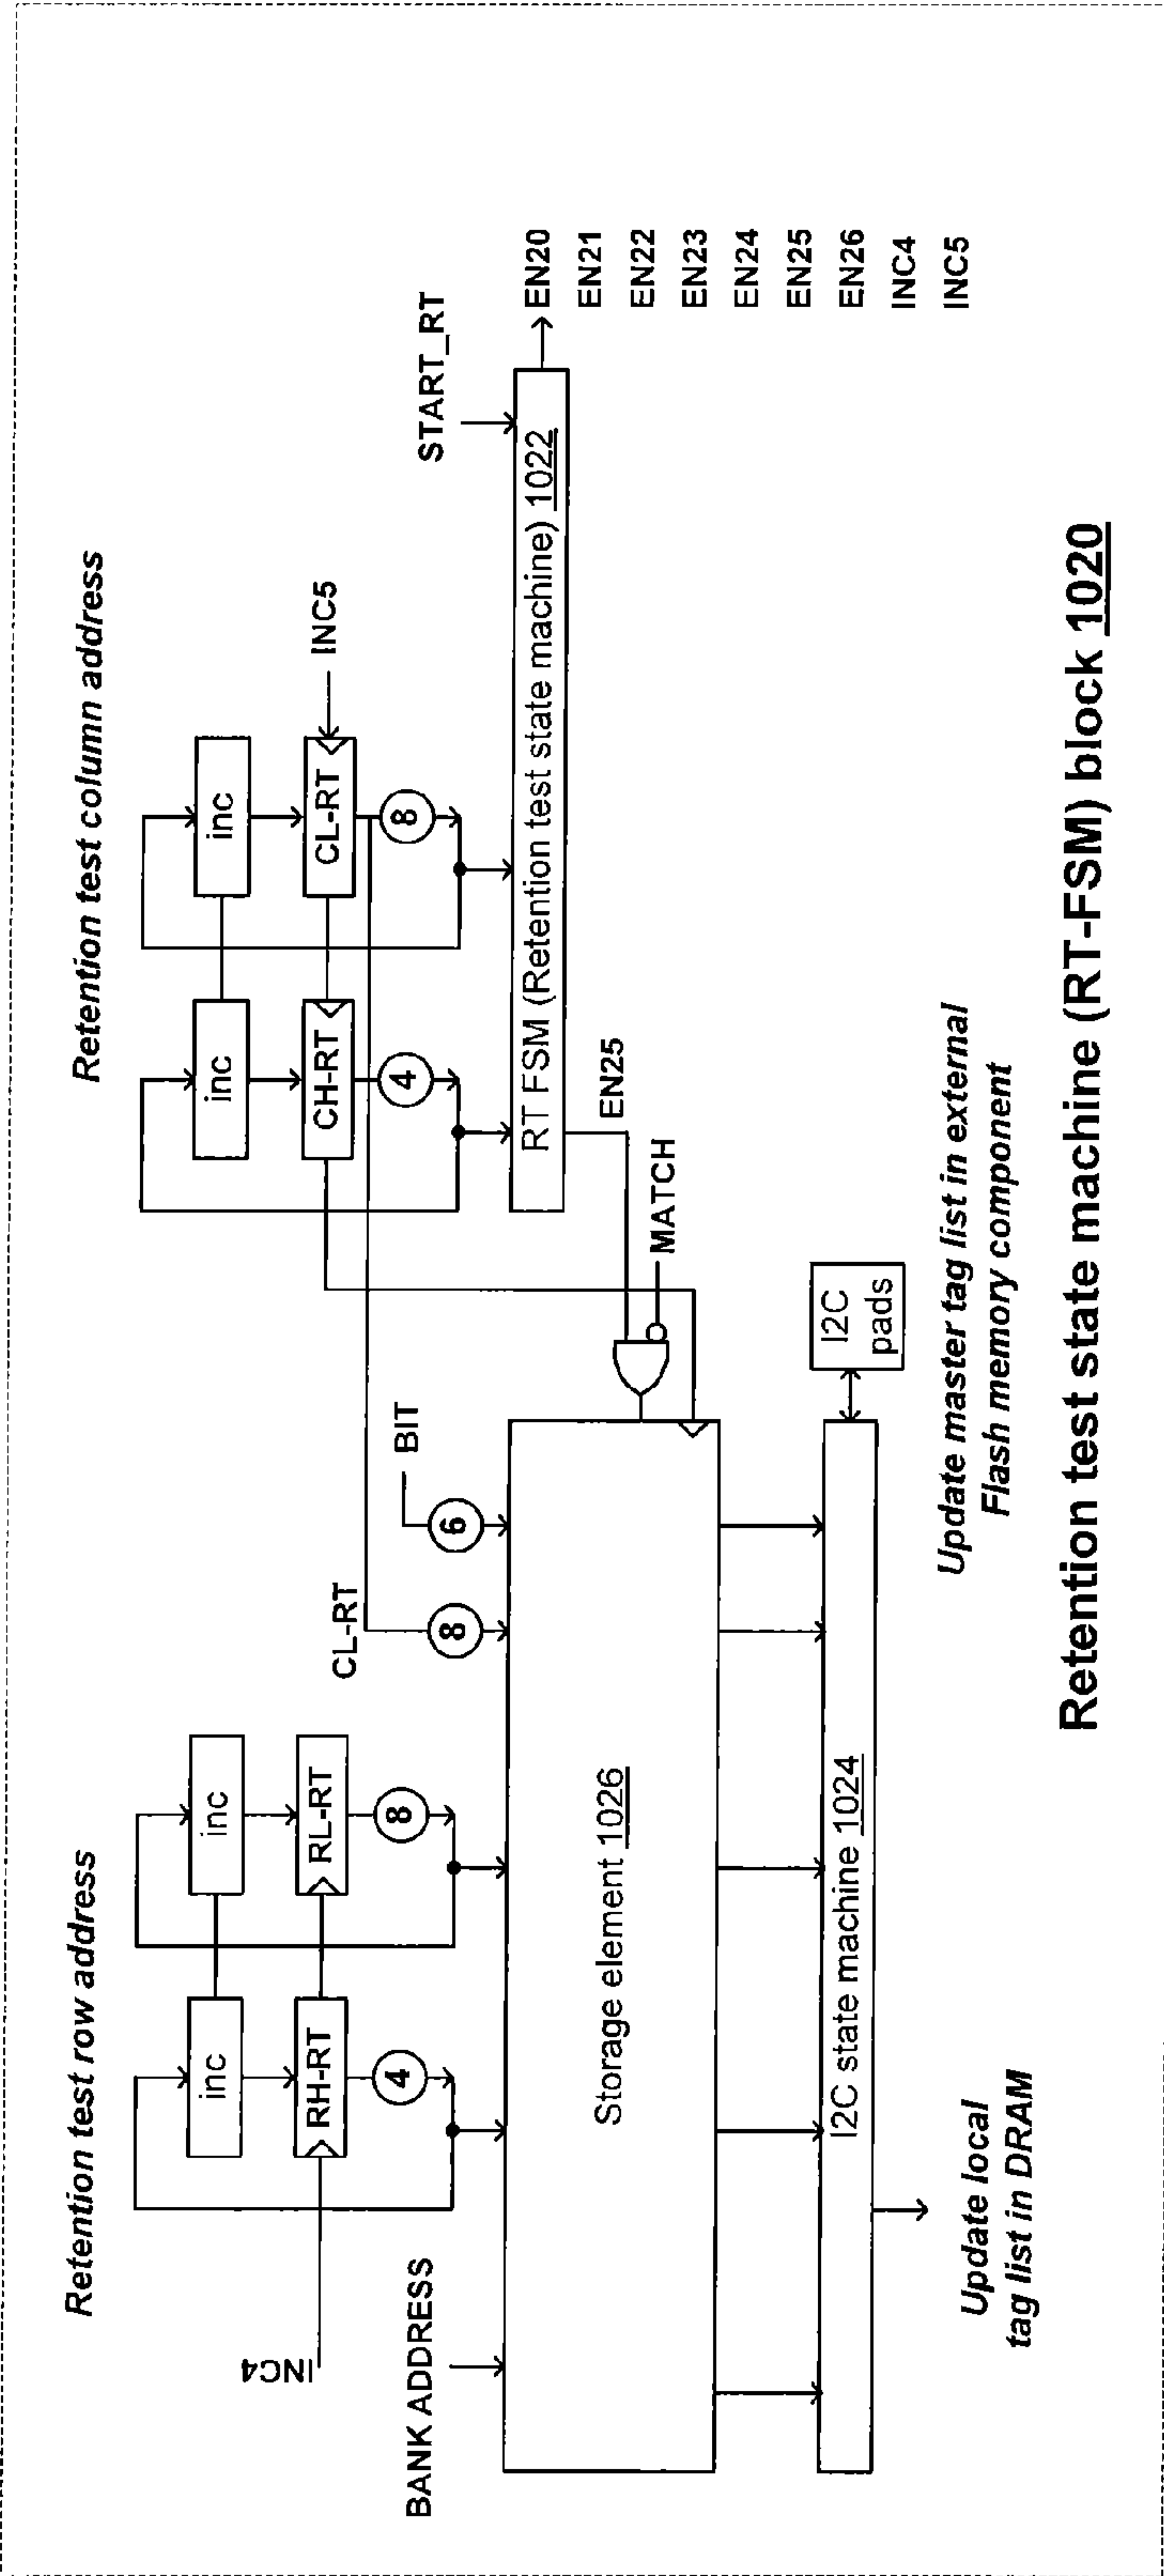 Retention test row address
Retention test column address
inc
inc
inc
inc
INC4
RH-RT
RL-RT
CH-RT
CL-RT
INC5
4
8
4
8
BANK ADDRESS
CL-RT
8
BIT
6
START_RT
RT FSM (Retention test state machine) 1022
EN20
EN21
EN22
EN23
EN24
EN25
EN26
INC4
INC5
EN25
MATCH
Storage element 1026
I2C state machine 1024
I2C
pads
Update local
tag list in DRAM
Update master tag list in external
Flash memory component
Retention test state machine (RT-FSM) block 1020